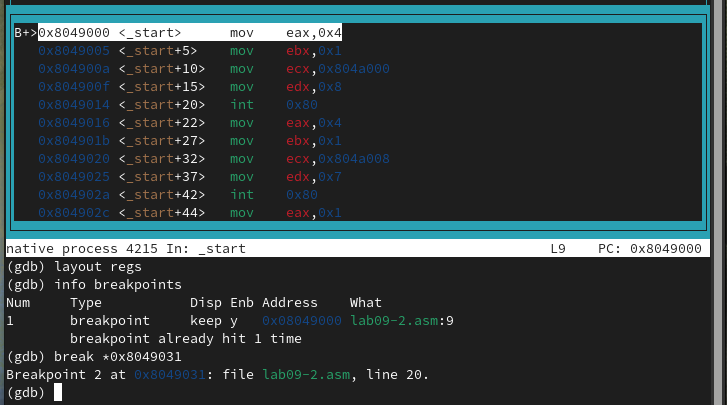 B+>0x8049000 <_start>      mov    eax,0x4
0x8049005 <_start+5>    mov    ebx,0x1
0x804900a <_start+10>   mov    ecx,0x804a000
0x804900f <_start+15>   mov    edx,0x8
0x8049014 <_start+20>   int    0x80
0x8049016 <_start+22>   mov    eax,0x4
0x804901b <_start+27>   mov    ebx,0x1
0x8049020 <_start+32>   mov    ecx,0x804a008
0x8049025 <_start+37>   mov    edx,0x7
0x804902a <_start+42>   int    0x80
0x804902c <_start+44>   mov    eax,0x1
native process 4215 In: _start    L9    PC: 0x8049000
(gdb) layout regs
(gdb) info breakpoints
Num     Type           Disp Enb Address    What
1       breakpoint     keep y   0x08049000 lab09-2.asm:9
        breakpoint already hit 1 time
(gdb) break *0x8049031
Breakpoint 2 at 0x8049031: file lab09-2.asm, line 20.
(gdb)